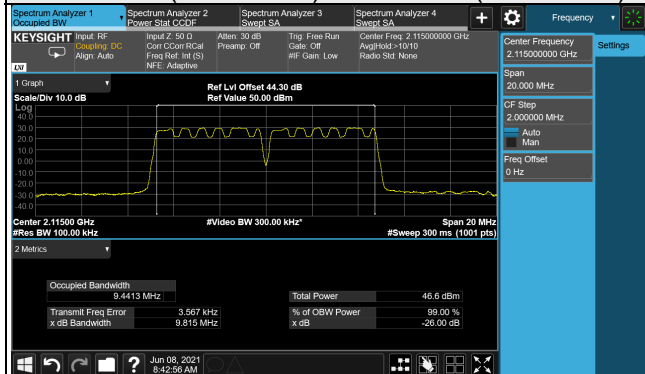 Spectrum Analyzer 1
Occupied BW
Spectrum Analyzer 2
Power Stat CCDF
Spectrum Analyzer 3
Swept SA
Spectrum Analyzer 4
Swept SA
+
Frequency
KEYSIGHT
LXI
Input: RF
Coupling: DC
Align: Auto
Input Z: 50 Ω
Corr CCorr RCal
Freq Ref: Int (S)
NFE: Adaptive
Atten: 30 dB
Preamp: Off
Trig: Free Run
Gate: Off
#IF Gain: Low
Center Freq: 2.115000000 GHz
Avg|Hold:>10/10
Radio Std: None
Center Frequency
2.115000000 GHz
Settings
Span
20.000 MHz
CF Step
2.000000 MHz
Auto
Man
Freq Offset
0 Hz
1 Graph
Scale/Div 10.0 dB
Ref Lvl Offset 44.30 dB
Ref Value 50.00 dBm
Log
40.0
30.0
20.0
10.0
0.00
-10.0
-20.0
-30.0
-40.0
Center 2.11500 GHz
#Video BW 300.00 kHz*
Span 20 MHz
#Res BW 100.00 kHz
#Sweep 300 ms (1001 pts)
2 Metrics
Occupied Bandwidth
9.4413 MHz
Total Power
46.6 dBm
Transmit Freq Error
3.567 kHz
% of OBW Power
99.00 %
x dB Bandwidth
9.815 MHz
x dB
-26.00 dB
?
Jun 08, 2021
8:42:56 AM